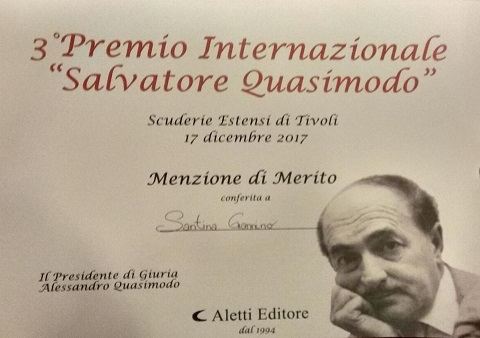 3° Premio Internazionale
"Salvatore Quasimodo"
Scuderie Estensi di Tivoli
17 dicembre 2017
Menzione di Merito
conferita a
Santina Giannino
Il Presidente di Giuria
Alessandro Quasimodo
Aletti Editore
dal 1994